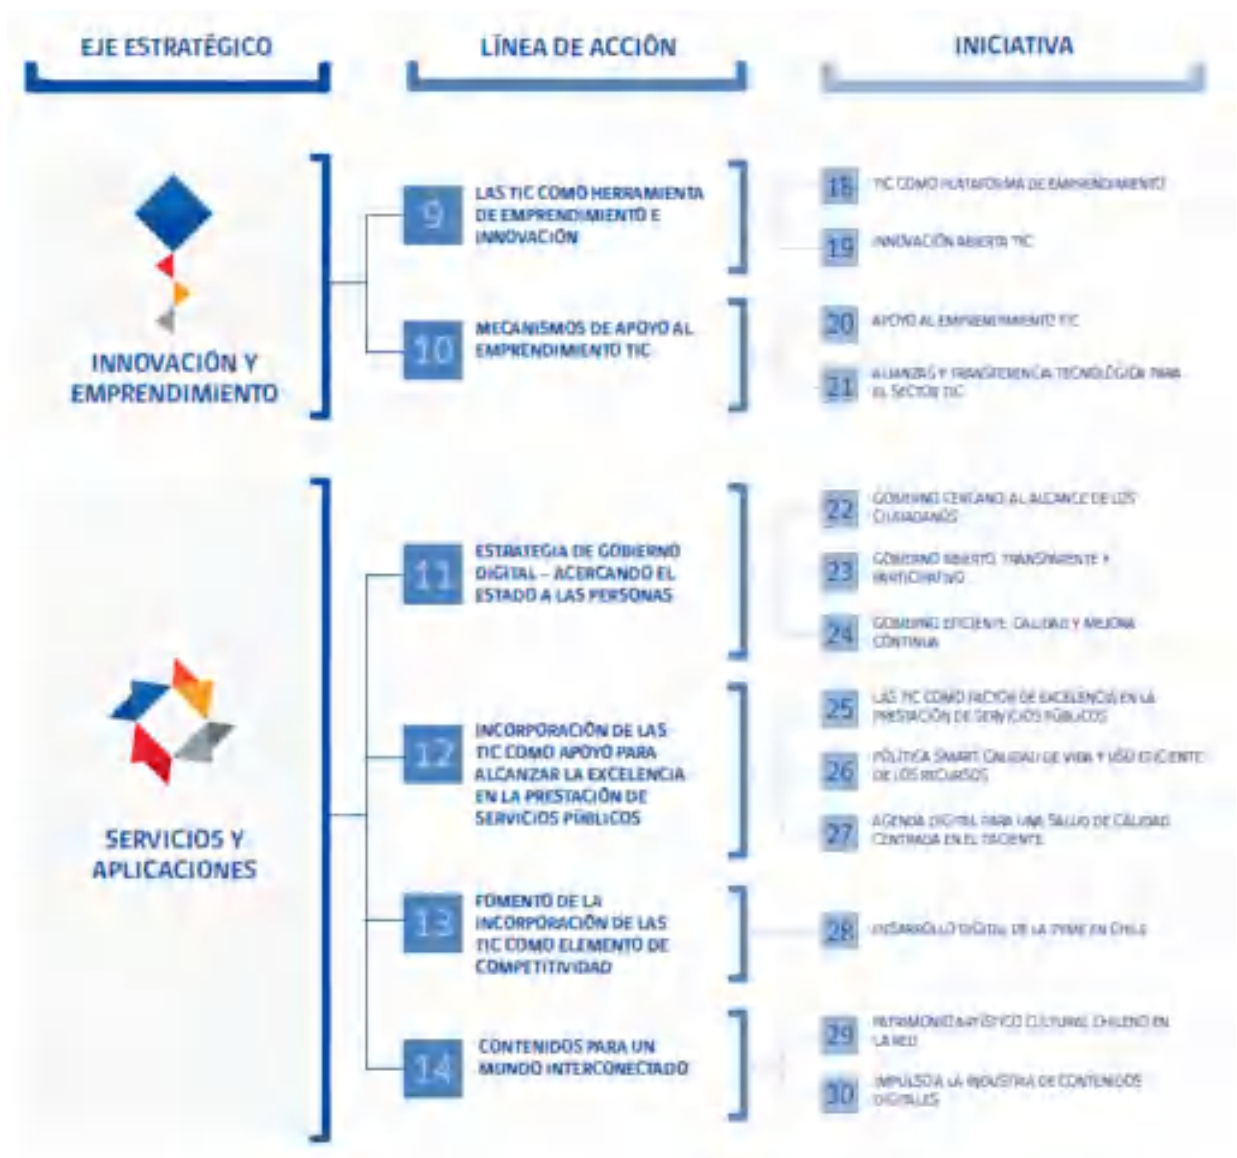 EJE ESTRATÉGICO
LÍNEA DE ACCIÓN
INICIATIVA
INNOVACIÓN Y
EMPRENDIMIENTO
9
LAS TIC COMO HERRAMIENTA
DE EMPRENDIMIENTO E
INNOVACIÓN
18
TIC COMO PLATAFORMA DE EMPRENDIMIENTO
19
INNOVACIÓN ABIERTA TIC
10
MECANISMOS DE APOYO AL
EMPRENDIMIENTO TIC
20
APOYO AL EMPRENDIMIENTO TIC
21
ALIANZAS Y TRANSFERENCIA TECNOLÓGICA PARA
EL SECTOR TIC
SERVICIOS Y
APLICACIONES
11
ESTRATEGIA DE GOBIERNO
DIGITAL – ACERCANDO EL
ESTADO A LAS PERSONAS
22
GOBIERNO CERCANO AL ALCANCE DE LOS
CIUDADANOS
23
GOBIERNO ABIERTO, TRANSPARENTE Y
PARTICIPATIVO
24
GOBIERNO EFICIENTE, CALIDAD Y MEJORA
CONTINUA
12
INCORPORACIÓN DE LAS
TIC COMO APOYO PARA
ALCANZAR LA EXCELENCIA
EN LA PRESTACIÓN DE
SERVICIOS PÚBLICOS
25
LAS TIC COMO FACTOR DE EXCELENCIA EN LA
PRESTACIÓN DE SERVICIOS PÚBLICOS
26
POLÍTICA SMART CALIDAD DE VIDA Y USO EFICIENTE
DE LOS RECURSOS
27
AGENDA DIGITAL PARA UNA SALUD DE CALIDAD
CENTRADA EN EL PACIENTE
13
FOMENTO DE LA
INCORPORACIÓN DE LAS
TIC COMO ELEMENTO DE
COMPETITIVIDAD
28
DESARROLLO DIGITAL DE LA PYME EN CHILE
14
CONTENIDOS PARA UN
MUNDO INTERCONECTADO
29
PATRIMONIO ARTÍSTICO CULTURAL CHILENO EN
LA RED
30
IMPULSO A LA INDUSTRIA DE CONTENIDOS
DIGITALES